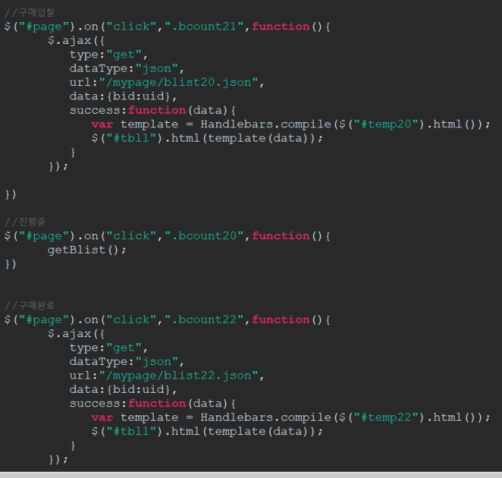 //구매입찰
$("#page").on("click",".bcount21",function(){
$.ajax({
type:"get",
dataType:"json",
url:"/mypage/blist20.json",
data:{bid:uid},
success:function(data){
var template = Handlebars.compile($("#temp20").html());
$("#tbl1").html(template(data));
}
});
})
//진행중
$("#page").on("click",".bcount20",function(){
getBlist();
})
//구매완료
$("#page").on("click",".bcount22",function(){
$.ajax({
type:"get",
dataType:"json",
url:"/mypage/blist22.json",
data:{bid:uid},
success:function(data){
var template = Handlebars.compile($("#temp22").html());
$("#tbl1").html(template(data));
}
});